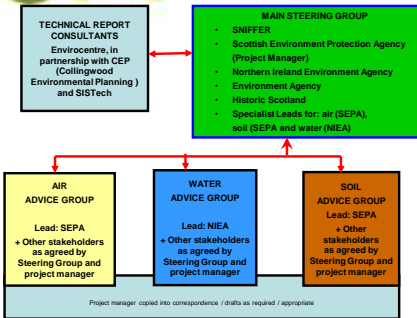 TECHNICAL REPORT
CONSULTANTS
Envirocentre, in
partnership with CEP
(Collingwood
Environmental Planning )
and SISTech
MAIN STEERING GROUP
• SNIFFER
• Scottish Environment Protection Agency
(Project Manager)
• Northern Ireland Environment Agency
• Environment Agency
• Historic Scotland
• Specialist Leads for: air (SEPA),
soil (SEPA and water (NIEA)
AIR
ADVICE GROUP
Lead: SEPA
+ Other stakeholders
as agreed by
Steering Group and
project manager
WATER
ADVICE GROUP
Lead: NIEA
+ Other stakeholders
as agreed by
Steering Group and
project manager
SOIL
ADVICE GROUP
Lead: SEPA
+ Other
stakeholders
as agreed by
Steering Group
and project
manager
Project manager copied into correspondence / drafts as required / appropriate